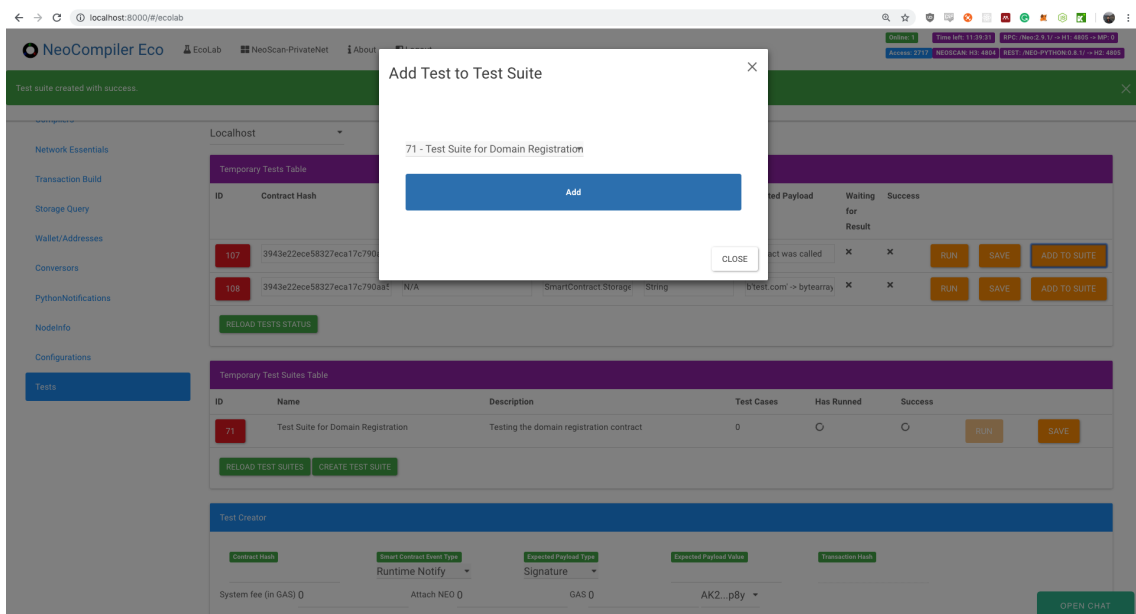 localhost:8000/#/ecolab
NeoCompiler Eco EcoLab NeoScan-PrivateNet About
Online: 1 Time left: 11:39:31 RPC: /Neo:2.9.1/ -> H1: 4805 -> MP: 0
Access: 2717 NEOSCAN: H3: 4804 REST: /NEO-PYTHON:0.8.1/ -> H2: 4805
Test suite created with success.
Add Test to Test Suite
71 - Test Suite for Domain Registration
Add
CLOSE
Network Essentials
Transaction Build
Storage Query
Wallet/Addresses
Conversors
PythonNotifications
NodeInfo
Configurations
Tests
Localhost
Temporary Tests Table
ID Contract Hash ted Payload Waiting for Result Success
107 3943e22ece58327eca17c790a act was called RUN SAVE ADD TO SUITE
108 3943e22ece58327eca17c790aa N/A SmartContract.Storage String b'test.com' -> bytearray RUN SAVE ADD TO SUITE
RELOAD TESTS STATUS
Temporary Test Suites Table
ID Name Description Test Cases Has Runned Success
71 Test Suite for Domain Registration Testing the domain registration contract 0 RUN SAVE
RELOAD TEST SUITES CREATE TEST SUITE
Test Creator
Contract Hash Smart Contract Event Type Expected Payload Type Expected Payload Value Transaction Hash
Runtime Notify Signature
System fee (in GAS) 0 Attach NEO 0 GAS 0 AK2...p8y
OPEN CHAT